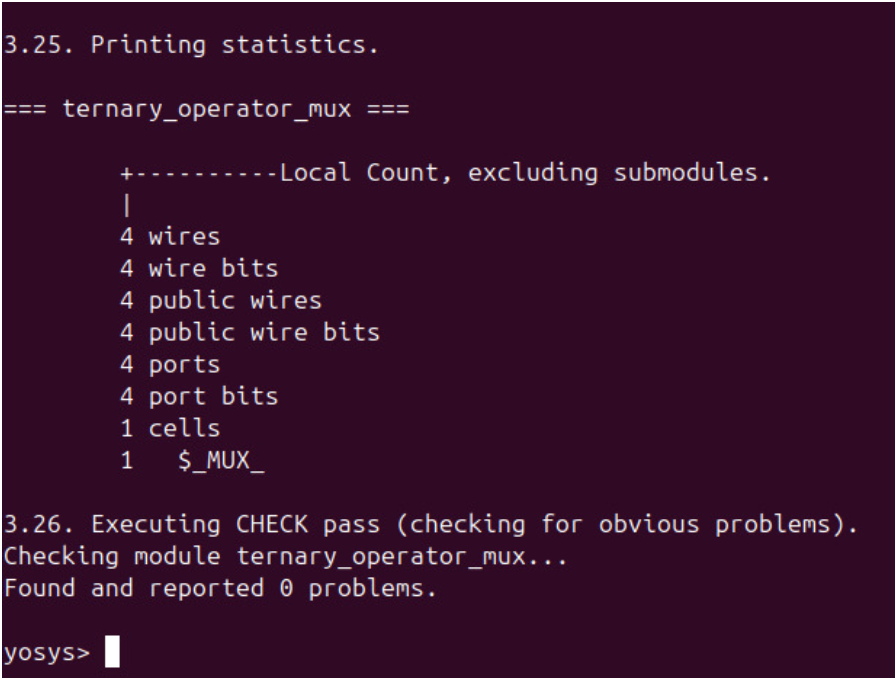 3.25. Printing statistics.
=== ternary_operator_mux ===
+----------Local Count, excluding submodules.
|
4 wires
4 wire bits
4 public wires
4 public wire bits
4 ports
4 port bits
1 cells
1   $_MUX_
3.26. Executing CHECK pass (checking for obvious problems).
Checking module ternary_operator_mux...
Found and reported 0 problems.
yosys>